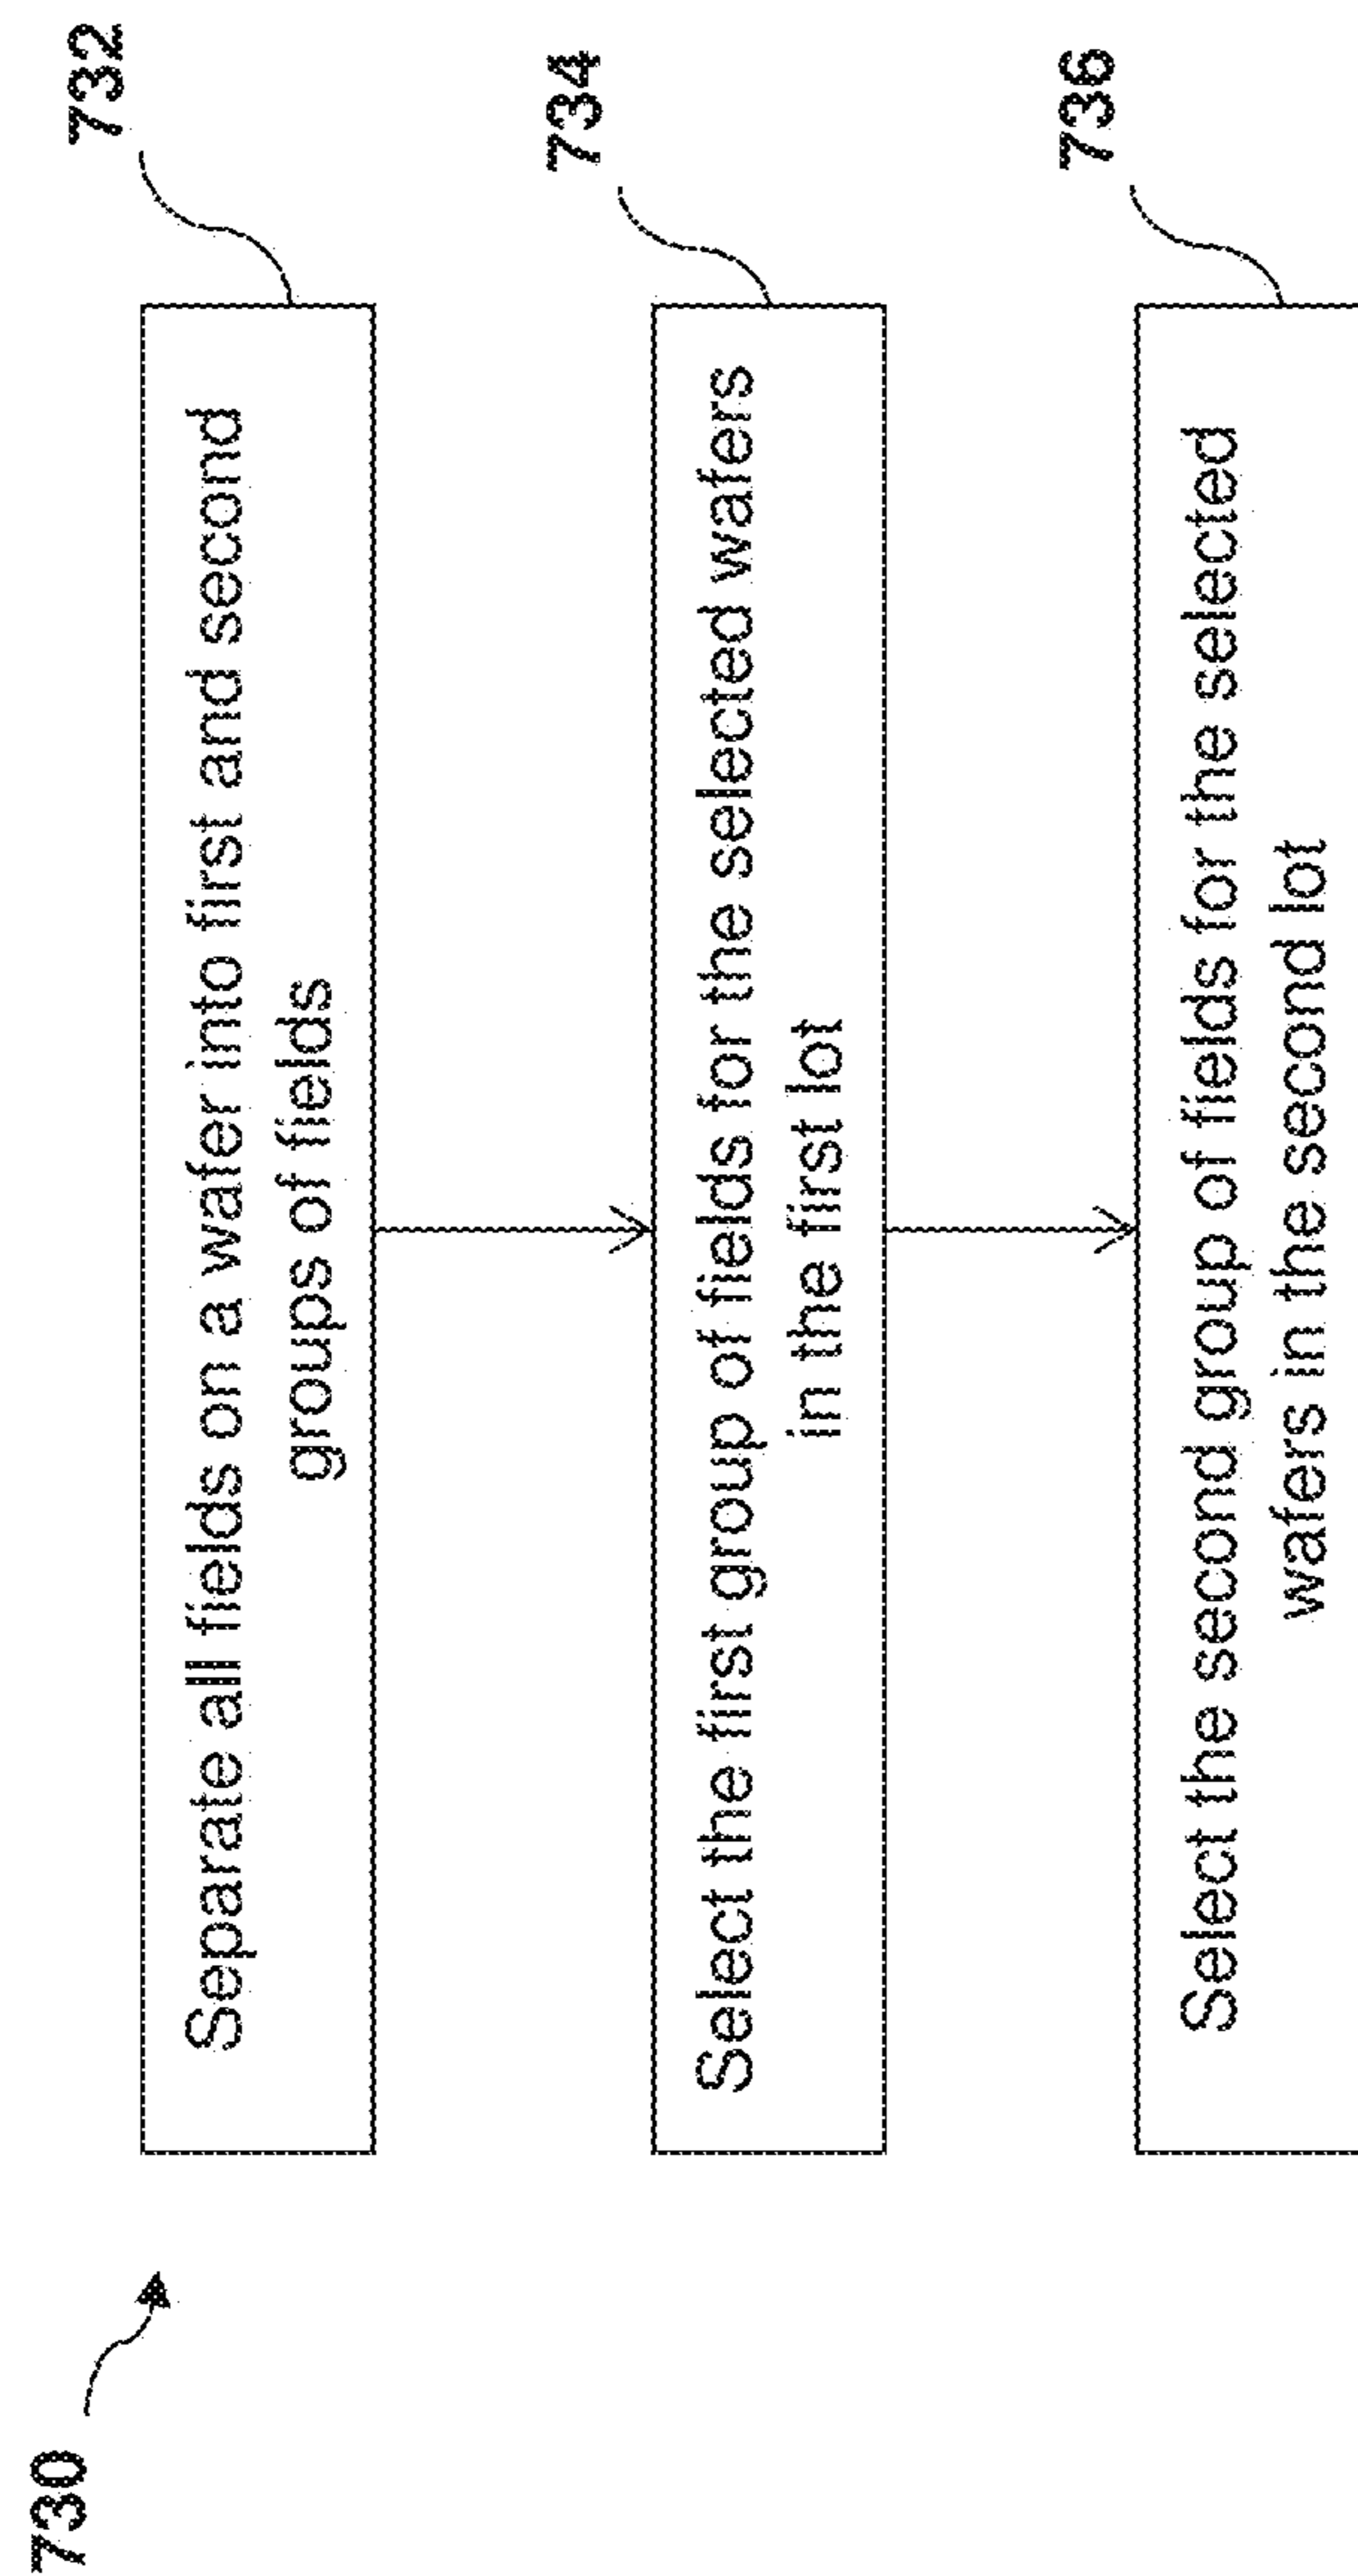 730
732
Separate all fields on a wafer into first and second
groups of fields
734
Select the first group of fields for the selected wafers
in the first lot
736
Select the second group of fields for the selected
wafers in the second lot